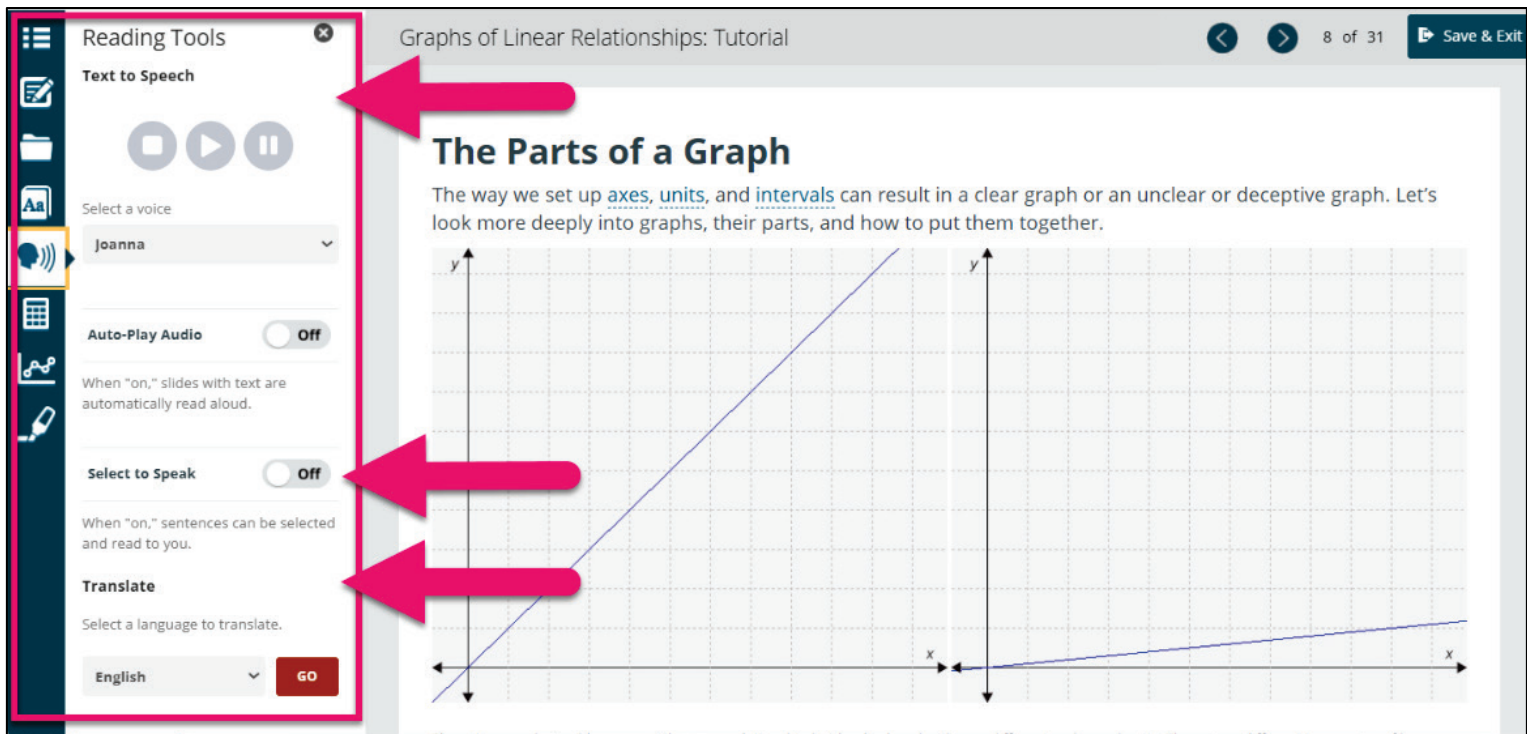 Reading Tools
Text to Speech
Select a voice
Joanna
Auto-Play Audio
Off
When "on," slides with text are
automatically read aloud.
Select to Speak
Off
When "on," sentences can be selected
and read to you.
Translate
Select a language to translate.
English
GO
Aa
Graphs of Linear Relationships: Tutorial
8 of 31
Save & Exit
The Parts of a Graph
The way we set up axes, units, and intervals can result in a clear graph or an unclear or deceptive graph. Let's
look more deeply into graphs, their parts, and how to put them together.
y
x
y
x